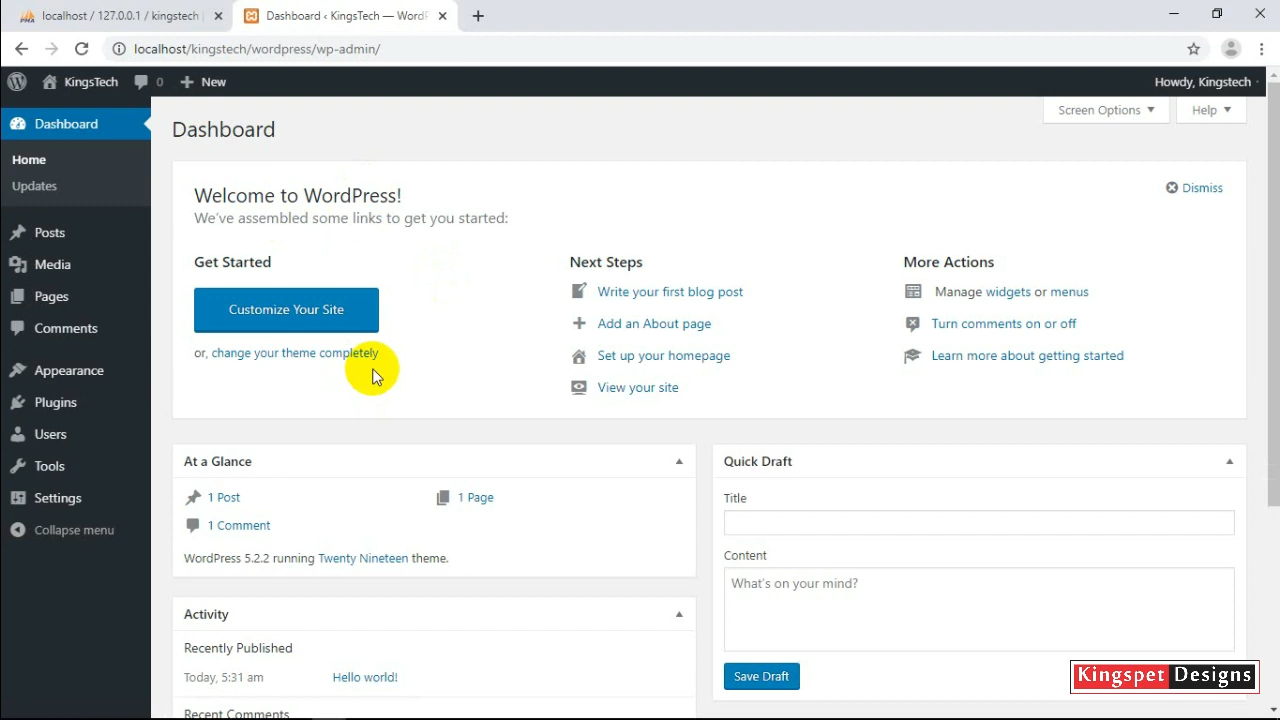 localhost / 127.0.0.1 / kingstech
Dashboard ‹ KingsTech — WordP
localhost/kingstech/wordpress/wp-admin/
KingsTech
0
New
Howdy, Kingstech
Dashboard
Home
Updates
Posts
Media
Pages
Comments
Appearance
Plugins
Users
Tools
Settings
Collapse menu
Screen Options
Help
Dashboard
Welcome to WordPress!
We've assembled some links to get you started:
Dismiss
Get Started
Customize Your Site
or, change your theme completely
Next Steps
Write your first blog post
Add an About page
Set up your homepage
View your site
More Actions
Manage widgets or menus
Turn comments on or off
Learn more about getting started
At a Glance
1 Post
1 Page
1 Comment
WordPress 5.2.2 running Twenty Nineteen theme.
Activity
Recently Published
Today, 5:31 am
Hello world!
Recent Comments
Quick Draft
Title
Content
What's on your mind?
Save Draft
Kingspet Designs